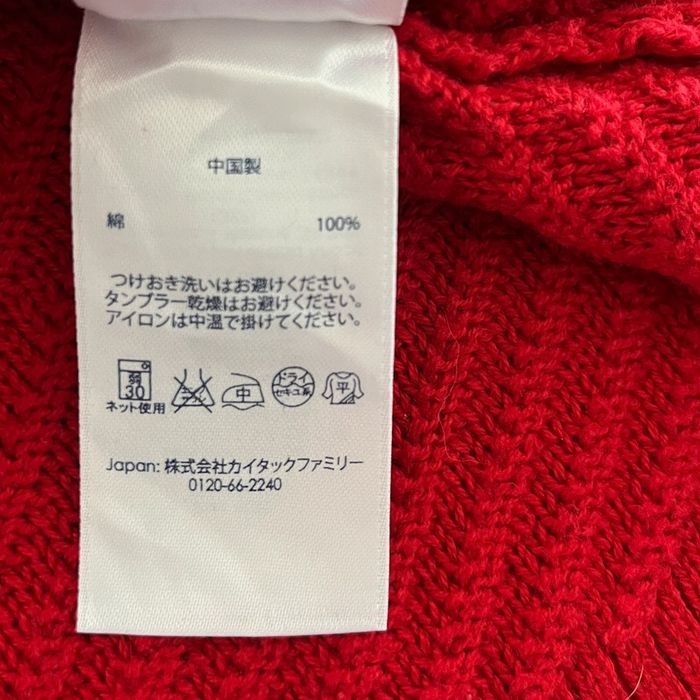 中国製
綿 100%
つけおき洗いはお避けください。
タンブラー乾燥はお避けください。
アイロンは中温で掛けてください。
弱 30 中 ドライ セキユ系 平
ネット使用
Japan: 株式会社カイタックファミリー
0120-66-2240